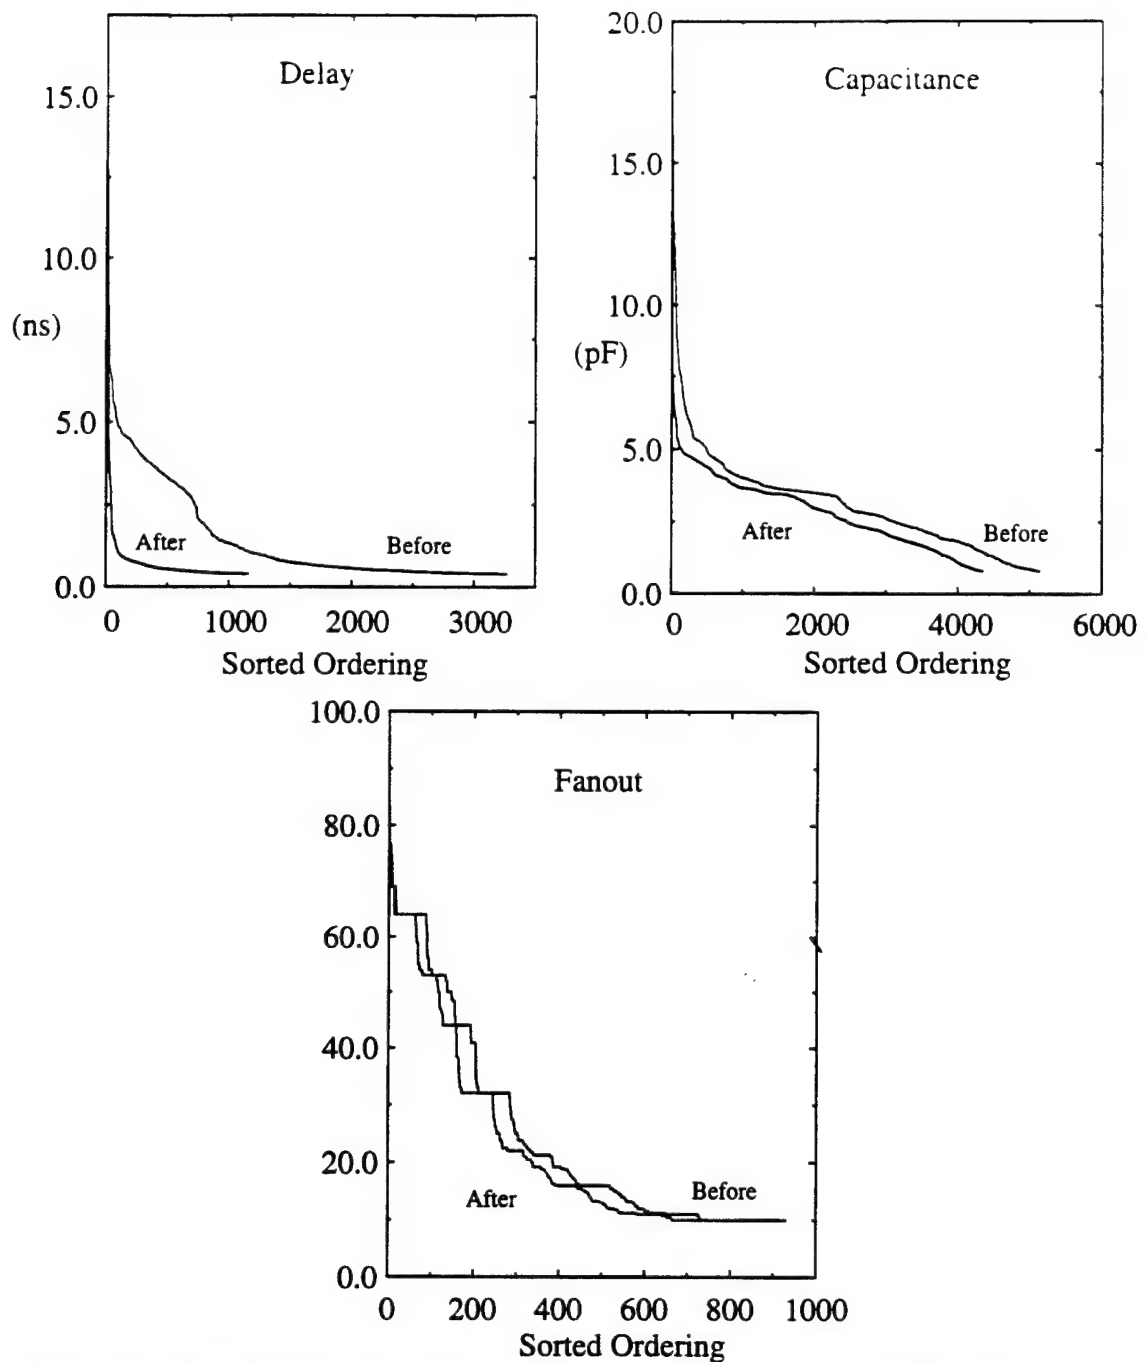 Delay
15.0
10.0
(ns)
5.0
After
Before
0.0
0 1000 2000 3000
Sorted Ordering
20.0
Capacitance
15.0
10.0
(pF)
5.0
After
Before
0.0
0 2000 4000 6000
Sorted Ordering
100.0
Fanout
80.0
60.0
40.0
20.0
After
Before
0.0
0 200 400 600 800 1000
Sorted Ordering